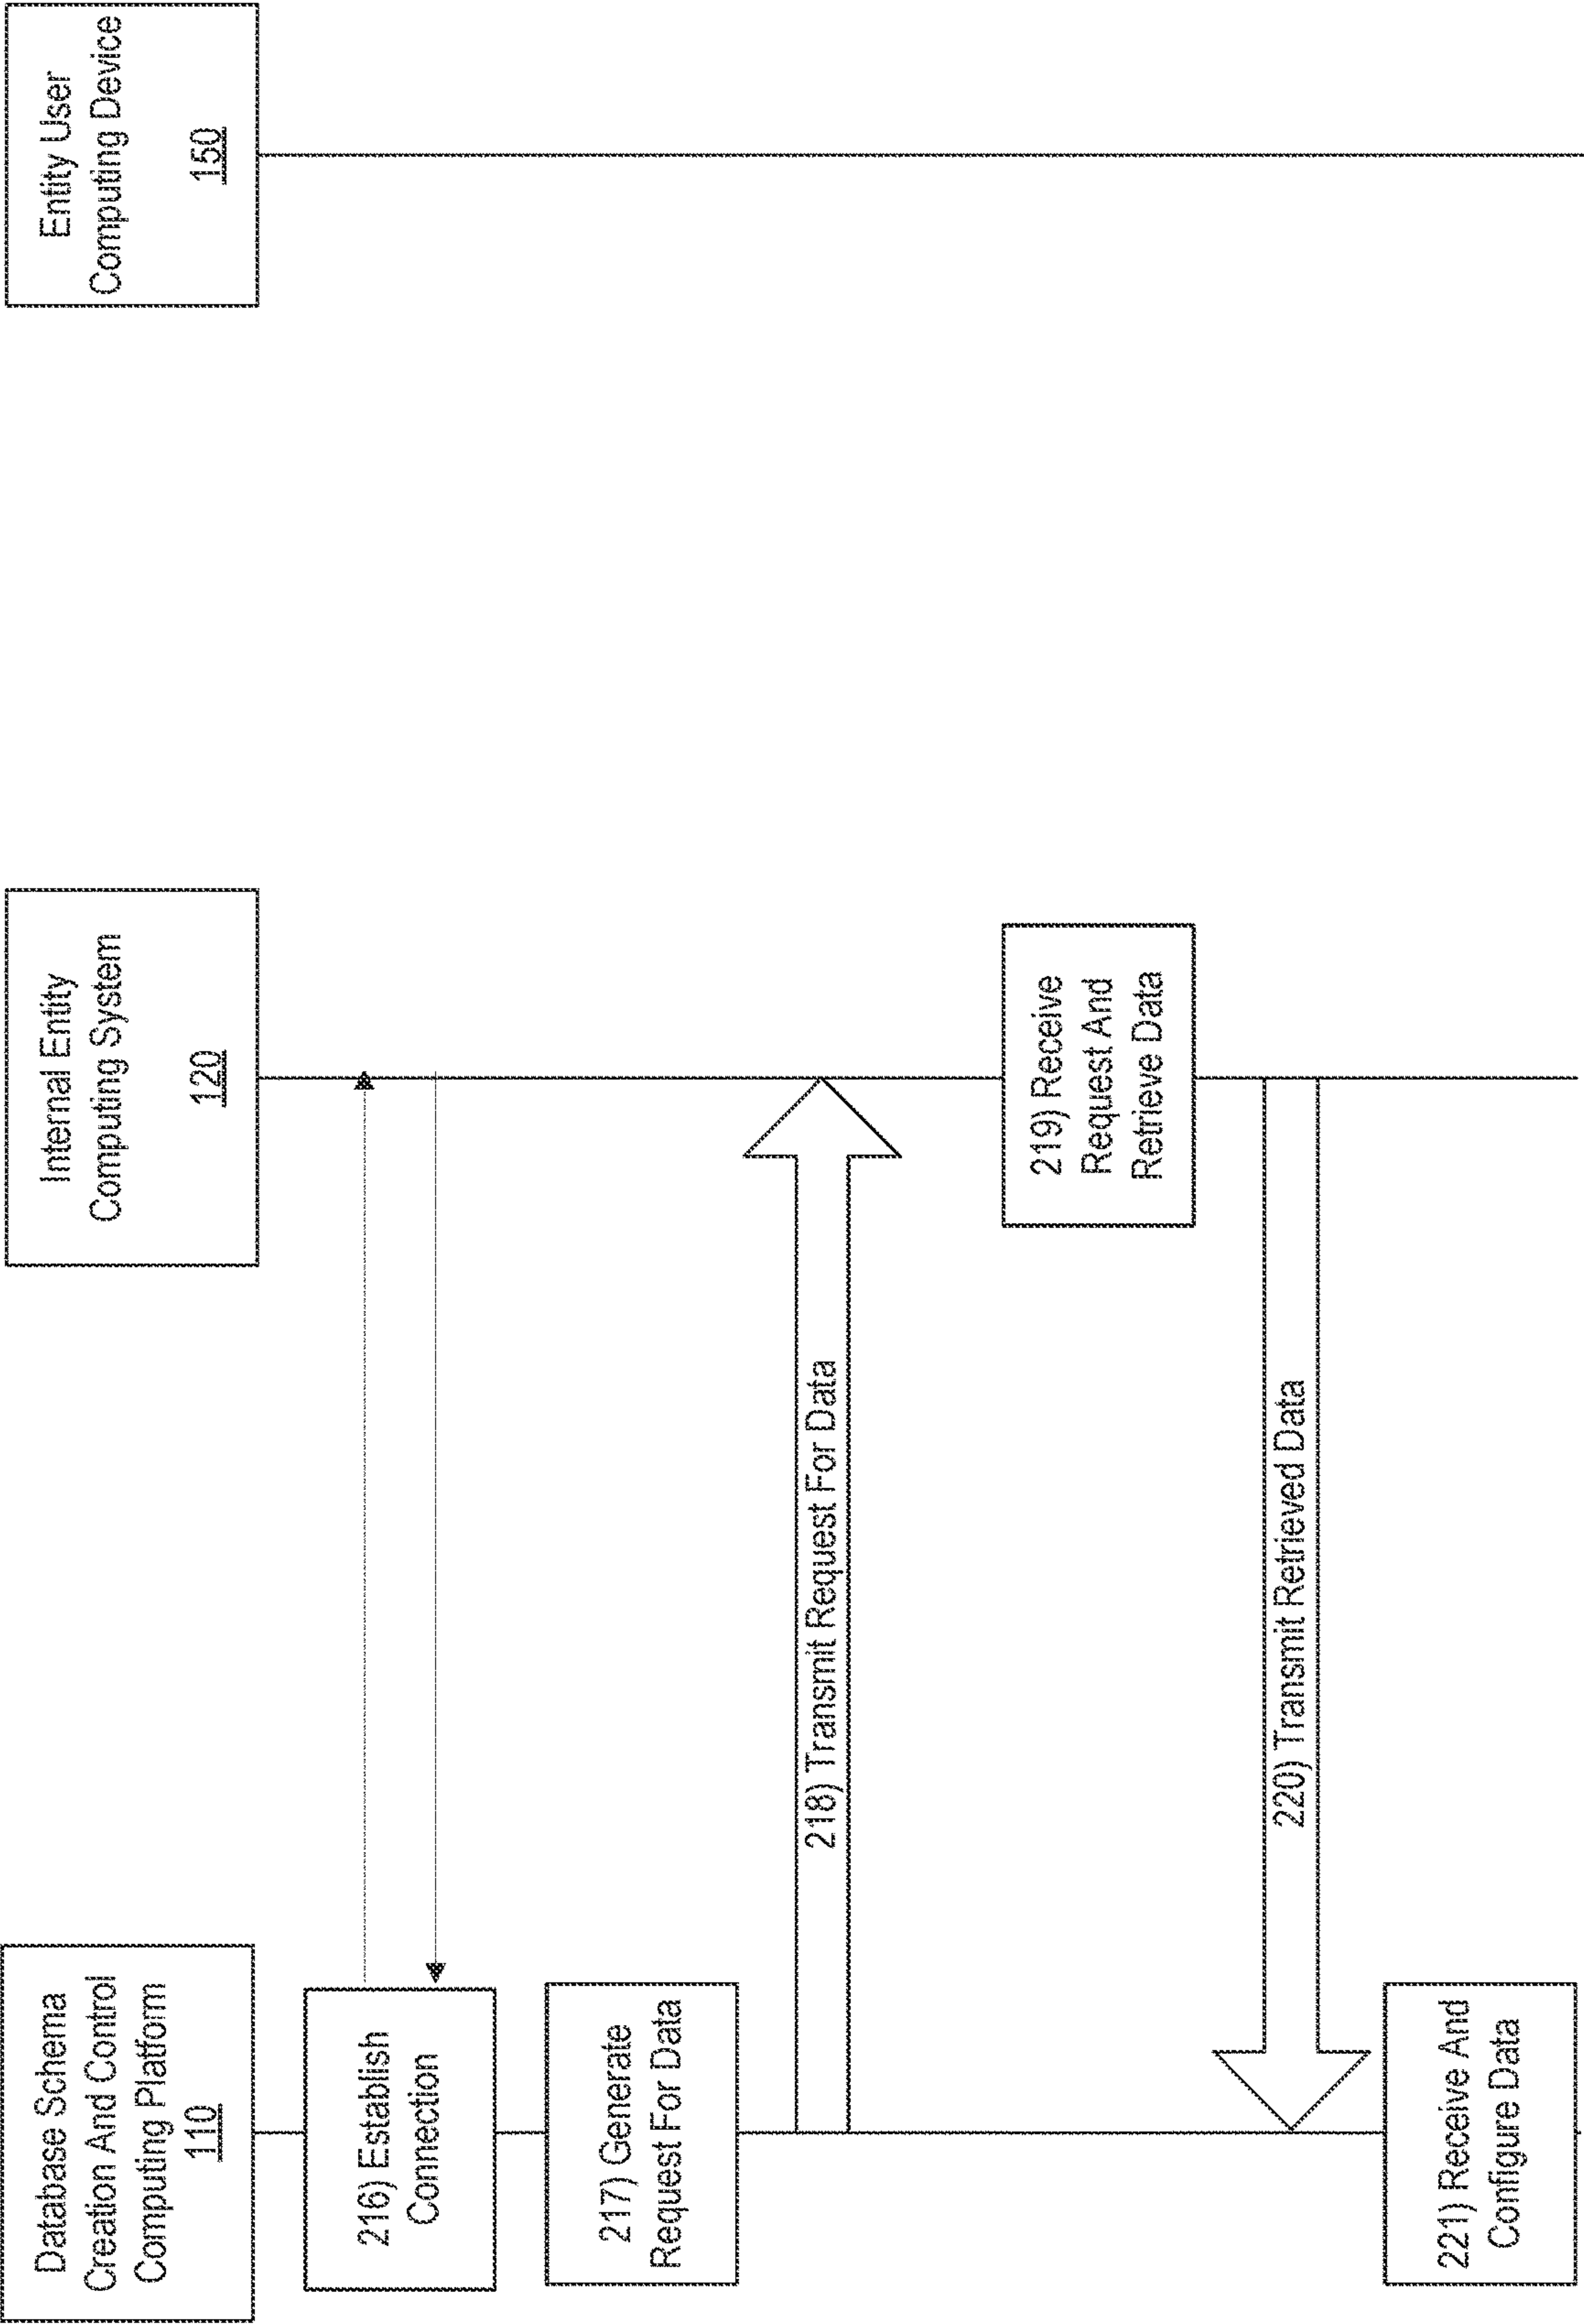 Database Schema
Creation And Control
Computing Platform
110
Internal Entity
Computing System
120
Entity User
Computing Device
150
216) Establish
Connection
217) Generate
Request For Data
218) Transmit Request For Data
219) Receive
Request And
Retrieve Data
220) Transmit Retrieved Data
221) Receive And
Configure Data